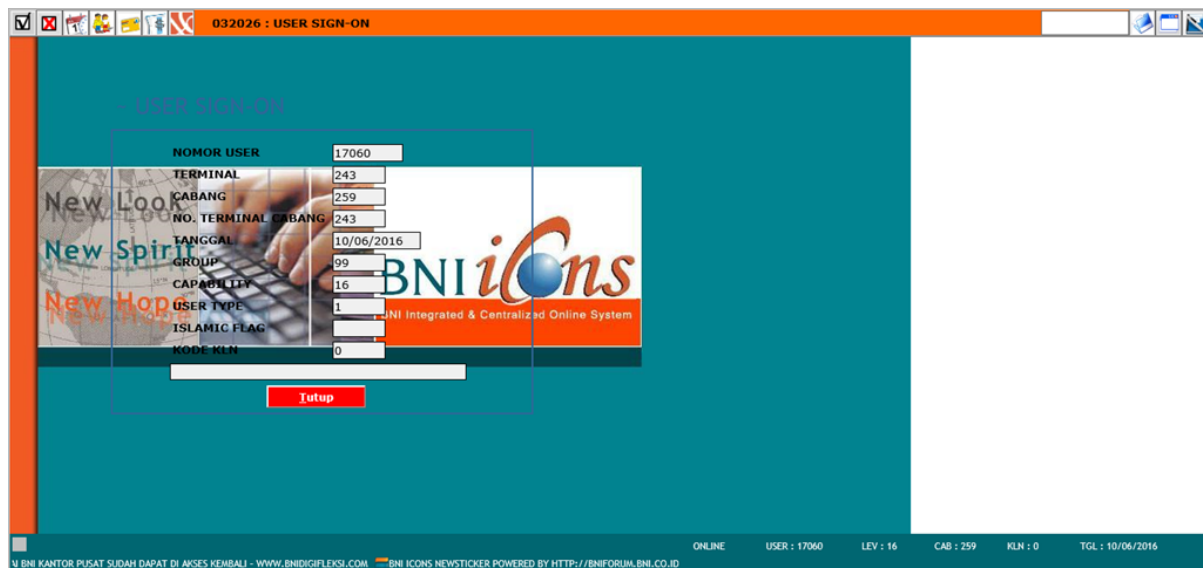 032026 : USER SIGN-ON
- USER SIGN-ON
NOMOR USER 17060
TERMINAL 243
CABANG 259
NO. TERMINAL CABANG 243
TANGGAL 10/06/2016
GROUP 99
CAPABILITY 16
USER TYPE 1
ISLAMIC FLAG
KODE KLN 0
Tutup
New Look
New Spirit
New Hope
BNI icons
BNI Integrated & Centralized Online System
ONLINE USER : 17060 LEV : 16 CAB : 259 KLN : 0 TGL : 10/06/2016
BNI KANTOR PUSAT SUDAH DAPAT DI AKSES KEMBALI - WWW.BNIDIGIFLEKSI.COM BNI ICONS NEWSTICKER POWERED BY HTTP://BNIFORUM.BNI.CO.ID